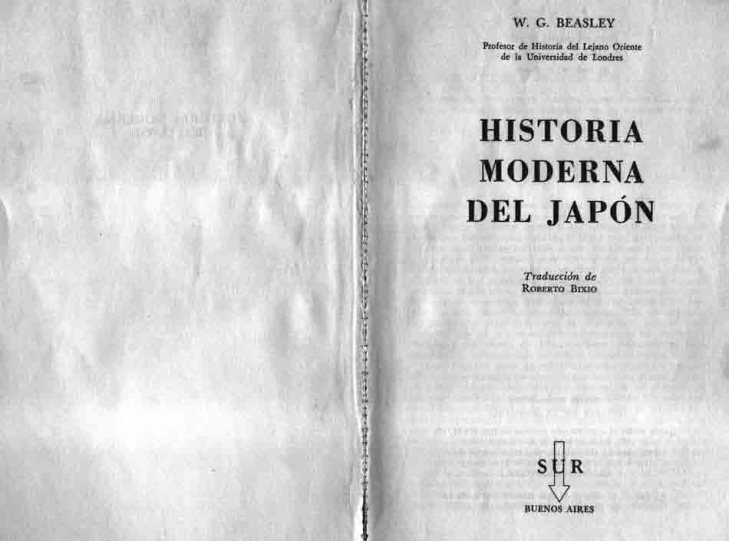 W. G. BEASLEY
Profesor de Historia del Lejano Oriente
de la Universidad de Londres
HISTORIA
MODERNA
DEL JAPÓN
Traducción de
ROBERTO BIXIO
SUR
BUENOS AIRES